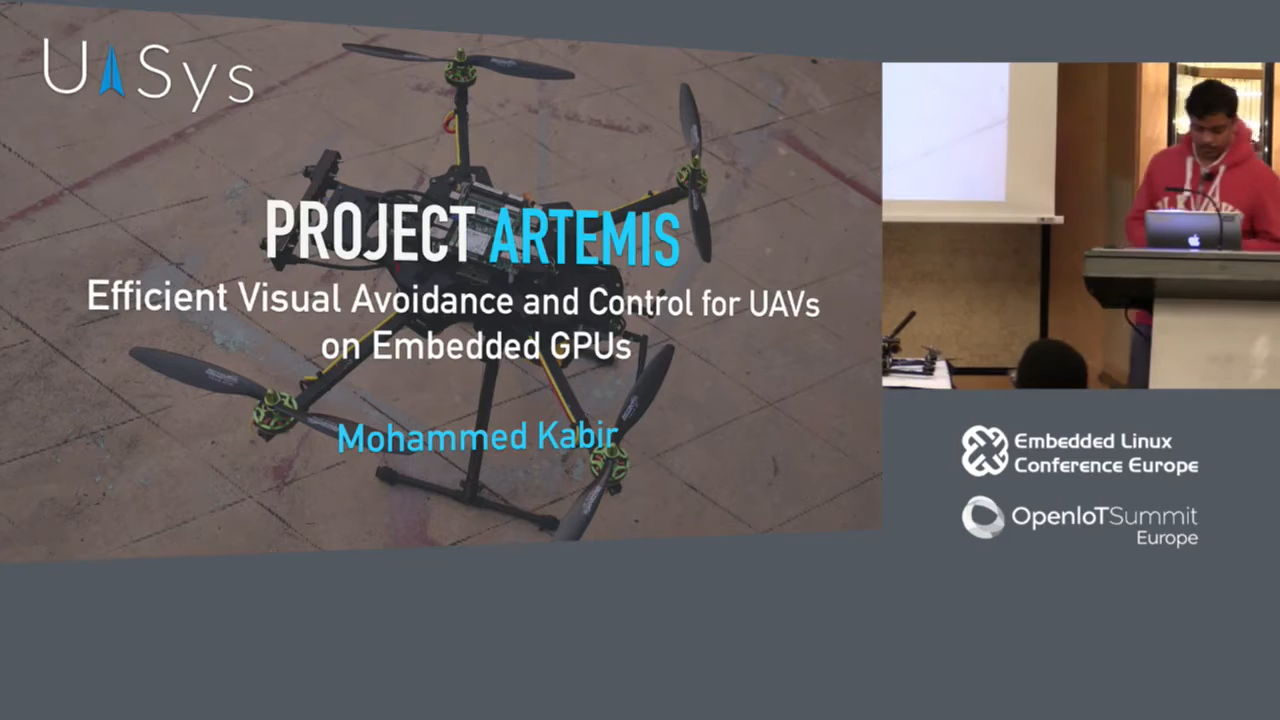 UASys
PROJECT ARTEMIS
Efficient Visual Avoidance and Control for UAVs
on Embedded GPUs
Mohammed Kabir
Embedded Linux
Conference Europe
OpenIoTSummit
Europe